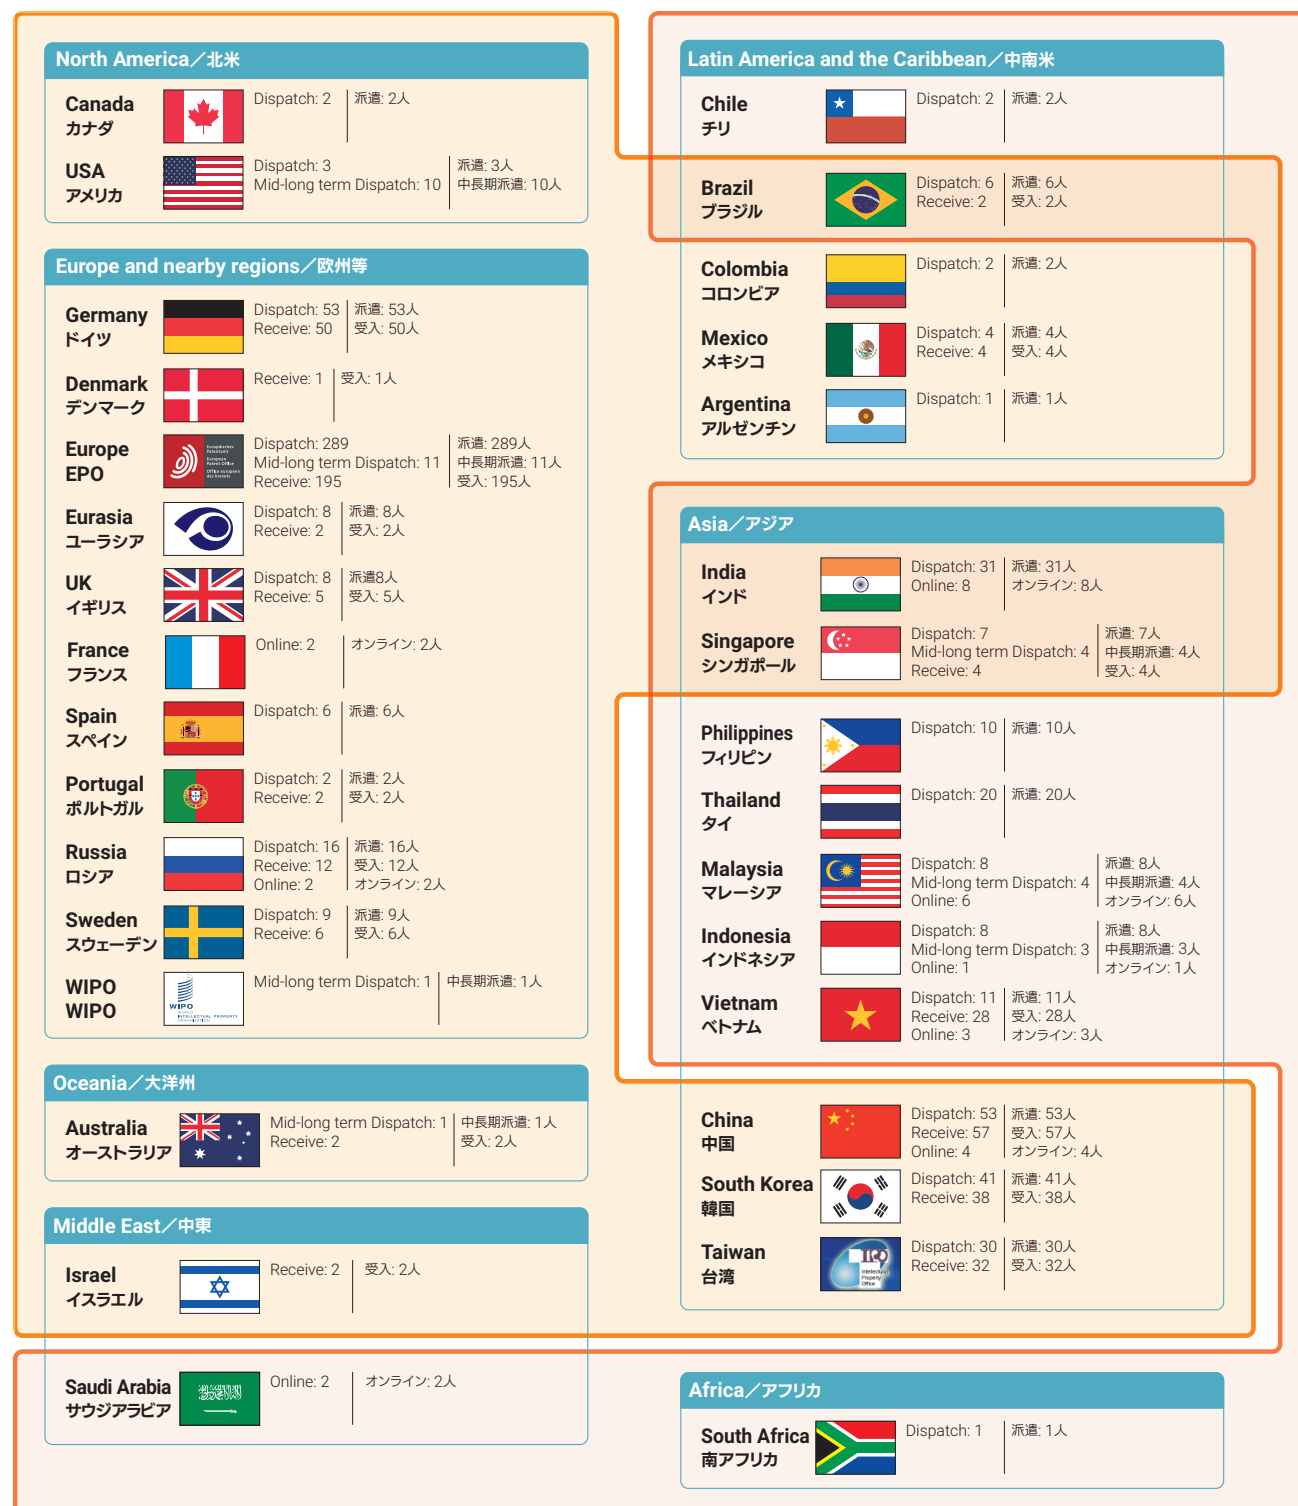 North America／北米
Canada
カナダ
Dispatch: 2
派遣: 2人
USA
アメリカ
Dispatch: 3
Mid-long term Dispatch: 10
派遣: 3人
中長期派遣: 10人
Europe and nearby regions／欧州等
Germany
ドイツ
Dispatch: 53
Receive: 50
派遣: 53人
受入: 50人
Denmark
デンマーク
Receive: 1
受入: 1人
Europe
EPO
Europäisches
Patentamt
European
Patent Office
Office européen
des brevets
Dispatch: 289
Mid-long term Dispatch: 11
Receive: 195
派遣: 289人
中長期派遣: 11人
受入: 195人
Eurasia
ユーラシア
Dispatch: 8
Receive: 2
派遣: 8人
受入: 2人
UK
イギリス
Dispatch: 8
Receive: 5
派遣8人
受入: 5人
France
フランス
Online: 2
オンライン: 2人
Spain
スペイン
Dispatch: 6
派遣: 6人
Portugal
ポルトガル
Dispatch: 2
Receive: 2
派遣: 2人
受入: 2人
Russia
ロシア
Dispatch: 16
Receive: 12
Online: 2
派遣: 16人
受入: 12人
オンライン: 2人
Sweden
スウェーデン
Dispatch: 9
Receive: 6
派遣: 9人
受入: 6人
WIPO
WIPO
WIPO
WORLD
INTELLECTUAL PROPERTY
ORGANIZATION
Mid-long term Dispatch: 1
中長期派遣: 1人
Oceania／大洋州
Australia
オーストラリア
Mid-long term Dispatch: 1
Receive: 2
中長期派遣: 1人
受入: 2人
Middle East／中東
Israel
イスラエル
Receive: 2
受入: 2人
Saudi Arabia
サウジアラビア
Online: 2
オンライン: 2人
Latin America and the Caribbean／中南米
Chile
チリ
Dispatch: 2
派遣: 2人
Brazil
ブラジル
Dispatch: 6
Receive: 2
派遣: 6人
受入: 2人
Colombia
コロンビア
Dispatch: 2
派遣: 2人
Mexico
メキシコ
Dispatch: 4
Receive: 4
派遣: 4人
受入: 4人
Argentina
アルゼンチン
Dispatch: 1
派遣: 1人
Asia／アジア
India
インド
Dispatch: 31
Online: 8
派遣: 31人
オンライン: 8人
Singapore
シンガポール
Dispatch: 7
Mid-long term Dispatch: 4
Receive: 4
派遣: 7人
中長期派遣: 4人
受入: 4人
Philippines
フィリピン
Dispatch: 10
派遣: 10人
Thailand
タイ
Dispatch: 20
派遣: 20人
Malaysia
マレーシア
Dispatch: 8
Mid-long term Dispatch: 4
Online: 6
派遣: 8人
中長期派遣: 4人
オンライン: 6人
Indonesia
インドネシア
Dispatch: 8
Mid-long term Dispatch: 3
Online: 1
派遣: 8人
中長期派遣: 3人
オンライン: 1人
Vietnam
ベトナム
Dispatch: 11
Receive: 28
Online: 3
派遣: 11人
受入: 28人
オンライン: 3人
China
中国
Dispatch: 53
Receive: 57
Online: 4
派遣: 53人
受入: 57人
オンライン: 4人
South Korea
韓国
Dispatch: 41
Receive: 38
派遣: 41人
受入: 38人
Taiwan
台湾
Intellectual
Property
Office
Dispatch: 30
Receive: 32
派遣: 30人
受入: 32人
Africa／アフリカ
South Africa
南アフリカ
Dispatch: 1
派遣: 1人